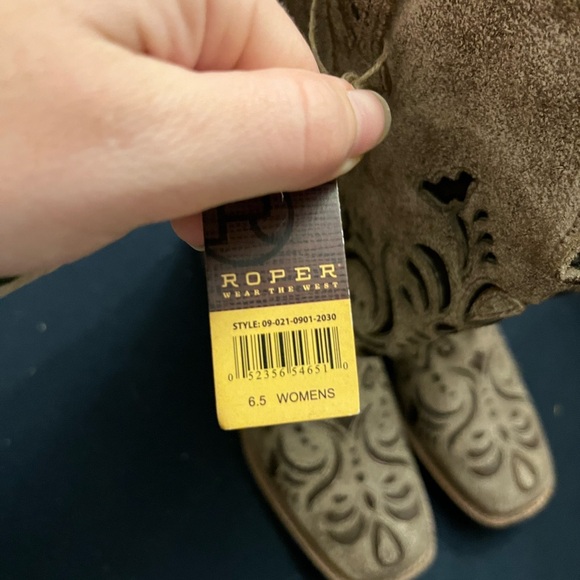 R
ROPER
WEAR THE WEST
STYLE: 09-021-0901-2030
0 52356 54651 0
6.5 WOMENS